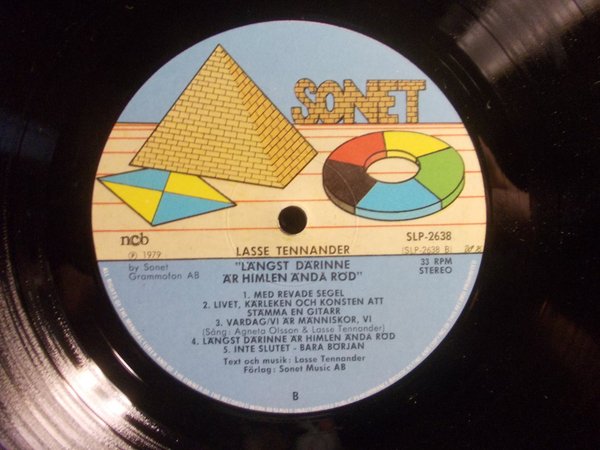 SONET
ncb
℗ 1979
by Sonet
Grammofon AB
SLP-2638
(SLP-2638 B)
33 RPM
STEREO
LASSE TENNANDER
"LÄNGST DÄRINNE
ÄR HIMLEN ÄNDA RÖD"
1. MED REVADE SEGEL
2. LIVET, KÄRLEKEN OCH KONSTEN ATT
STÄMMA EN GITARR
3. VARDAG/VI ÄR MÄNNISKOR, VI
(Sång: Agneta Olsson & Lasse Tennander)
4. LÄNGST DÄRINNE ÄR HIMLEN ÄNDA RÖD
5. INTE SLUTET - BARA BÖRJAN
Text och musik: Lasse Tennander
Förlag: Sonet Music AB
B